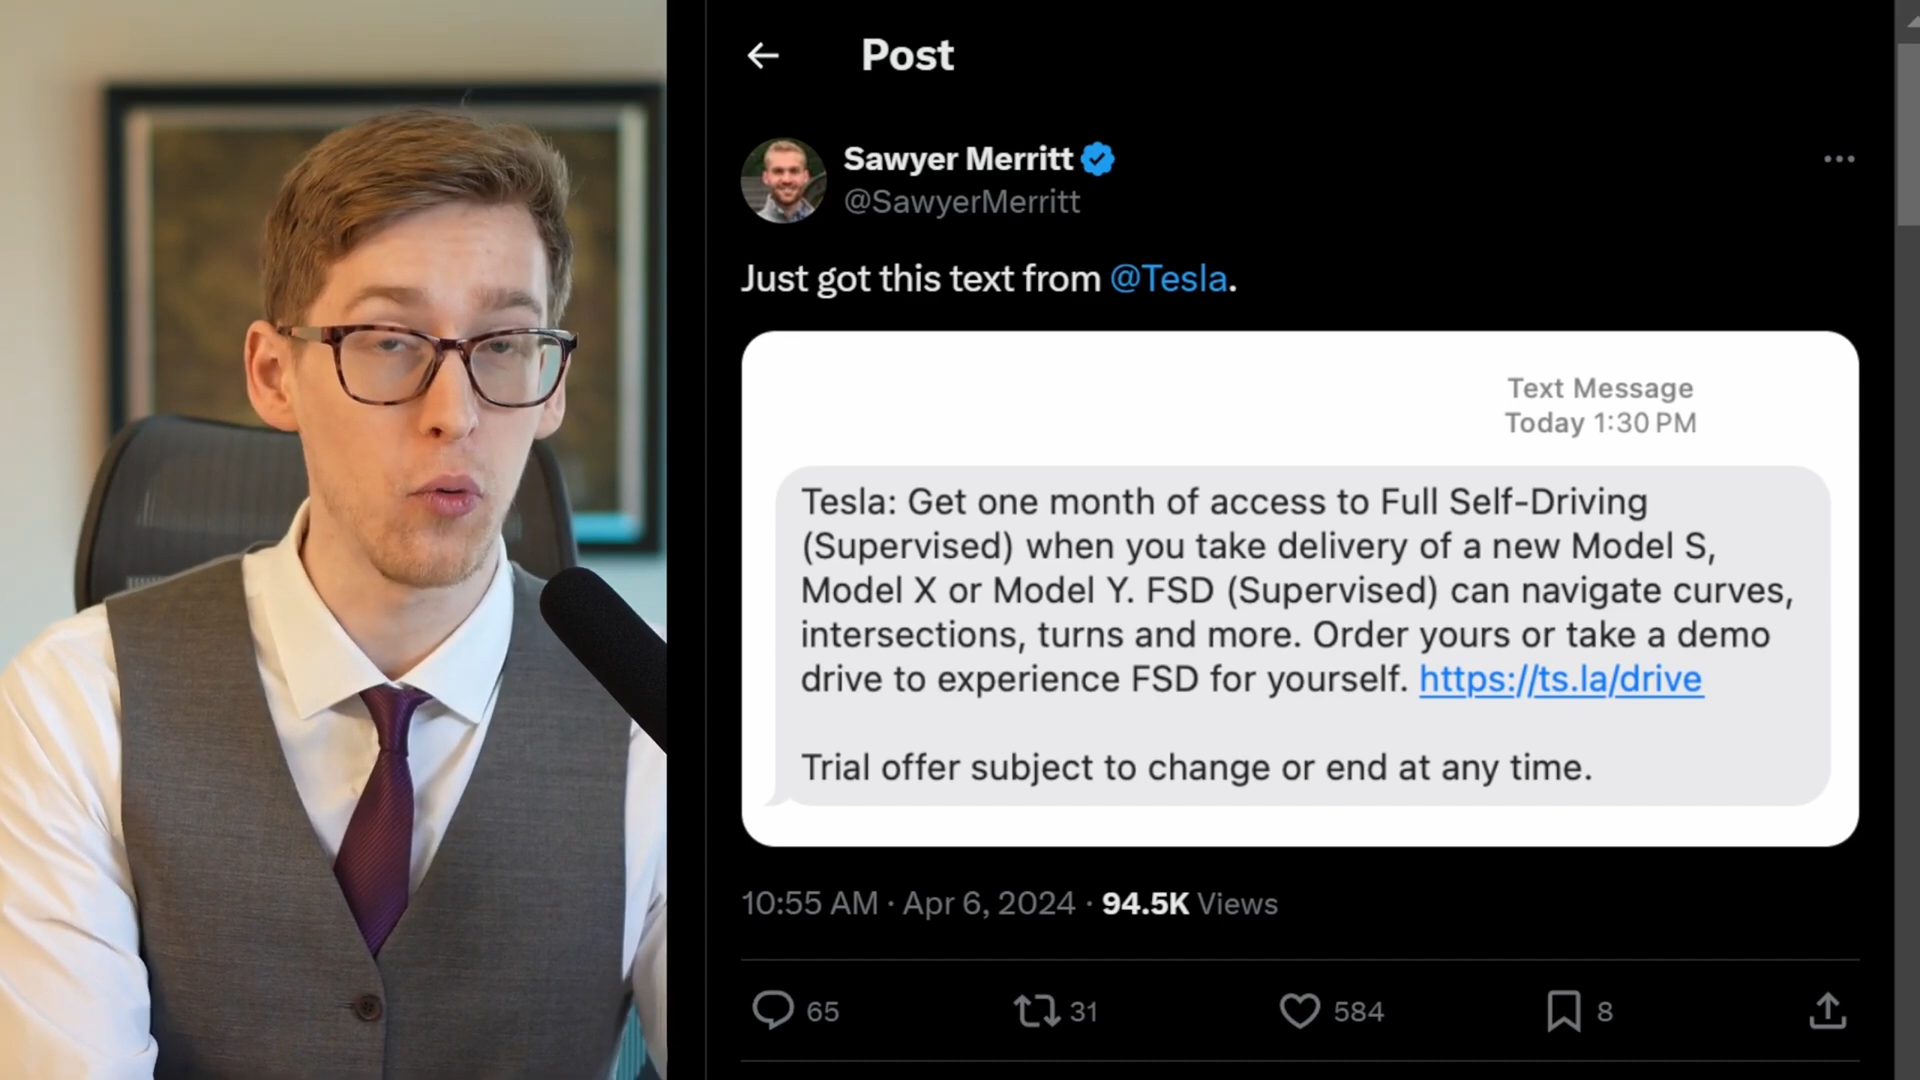 Post
Sawyer Merritt
@SawyerMerritt
Just got this text from @Tesla.
Text Message
Today 1:30 PM
Tesla: Get one month of access to Full Self-Driving
(Supervised) when you take delivery of a new Model S,
Model X or Model Y. FSD (Supervised) can navigate curves,
intersections, turns and more. Order yours or take a demo
drive to experience FSD for yourself. https://ts.la/drive
Trial offer subject to change or end at any time.
10:55 AM · Apr 6, 2024 · 94.5K Views
65 31 584 8